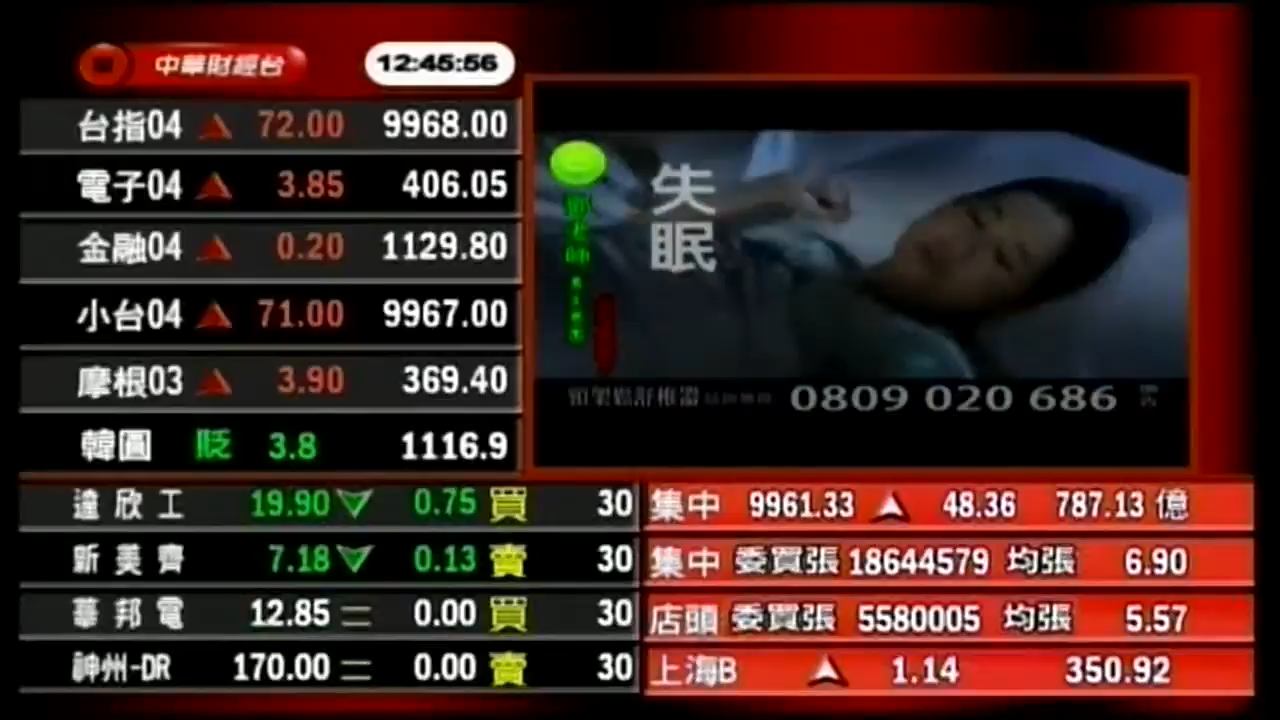 中華財經台 12:45:56
台指04 ▲ 72.00 9968.00
電子04 ▲ 3.85 406.05
金融04 ▲ 0.20 1129.80
小台04 ▲ 71.00 9967.00
摩根03 ▲ 3.90 369.40
韓圓 貶 3.8 1116.9
失眠
0809 020 686
達欣工 19.90 ▽ 0.75 買 30
新美齊 7.18 ▽ 0.13 賣 30
華邦電 12.85 = 0.00 買 30
神州-DR 170.00 = 0.00 賣 30
集中 9961.33 ▲ 48.36 787.13 億
集中 委買張 18644579 均張 6.90
店頭 委買張 5580005 均張 5.57
上海B ▲ 1.14 350.92